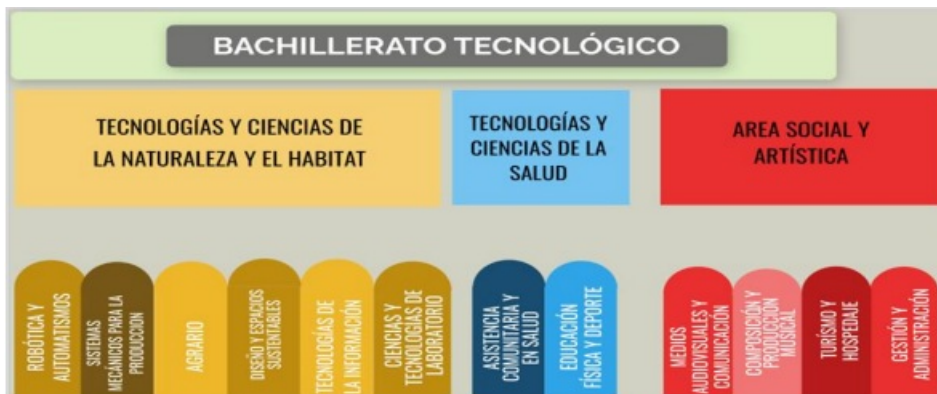 BACHILLERATO TECNOLÓGICO
TECNOLOGÍAS Y CIENCIAS DE
LA NATURALEZA Y EL HABITAT
TECNOLOGÍAS Y
CIENCIAS DE LA
SALUD
AREA SOCIAL Y
ARTÍSTICA
ROBÓTICA Y
AUTOMATISMOS
SISTEMAS
MECÁNICOS PARA LA
PRODUCCION
AGRARIO
DISEÑO Y ESPACIOS
SUSTENTABLES
TECNOLOGÍAS DE
LA INFORMACIÓN
CIENCIAS Y
TECNOLOGÍAS DE
LABORATORIO
ASISTENCIA
COMUNITARIA Y
EN SALUD
EDUCACIÓN
FÍSICA Y DEPORTE
MEDIOS
AUDIOVISUALES Y
COMUNICACIÓN
COMPOSICIÓN Y
PRODUCCIÓN
MUSICAL
TURÍSMO Y
HOSPEDAJE
GESTIÓN Y
ADMINISTRACIÓN